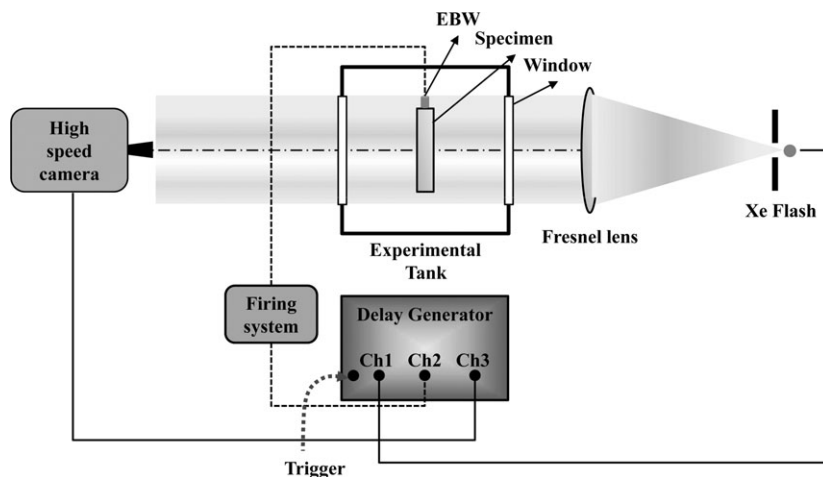 EBW
Specimen
Window
High
speed
camera
Xe Flash
Fresnel lens
Experimental
Tank
Firing
system
Delay Generator
Ch1 Ch2 Ch3
Trigger